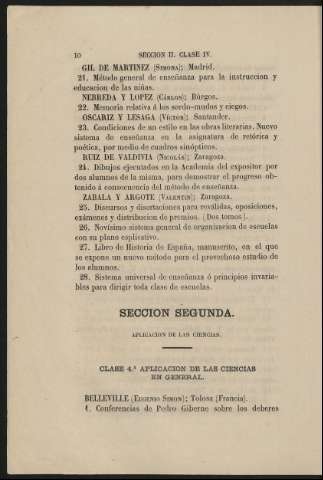 10 SECCION II. CLASE IV.
GIL DE MARTINEZ (SIMONA); Madrid.
21. Método general de enseñanza para la instruccion y
educacion de las niñas.
NEBREDA Y LOPEZ (CÁRLOS); Búrgos.
22. Memoria relativa á los sordo-mudos y ciegos.
OSCARIZ Y LESAGA (VÍCTOR); Santander.
23. Condiciones de un estilo en las obras literarias. Nuevo
sistema de enseñanza en la asignatura de retórica y
poética, por medio de cuadros sinópticos.
RUIZ DE VALDIVIA (NICOLÁS); Zaragoza.
24. Dibujos ejecutados en la Academia del expositor por
dos alumnos de la misma, para demostrar el progreso ob-
tenido á consecuencia del método de enseñanza.
ZABALA Y ARGOTE (VALENTIN); Zaragoza.
25. Discursos y disertaciones para reválidas, oposiciones,
exámenes y distribucion de premios. (Dos tomos).
26. Novísimo sistema general de organizacion de escuelas
con su plano esplicativo.
27. Libro de Historia de España, manuscrito, en el que
se expone un nuevo método para el provechoso estudio de
los alumnos.
28. Sistema universal de enseñanza ó principios invaria-
bles para dirigir toda clase de escuelas.
SECCION SEGUNDA.
APLICACION DE LAS CIENCIAS.
CLASE 4.ª APLICACION DE LAS CIENCIAS
EN GENERAL.
BELLEVILLE (EUGENIO SIMON); Tolosa (Francia).
1. Conferencias de Pedro Giberne sobre los deberes